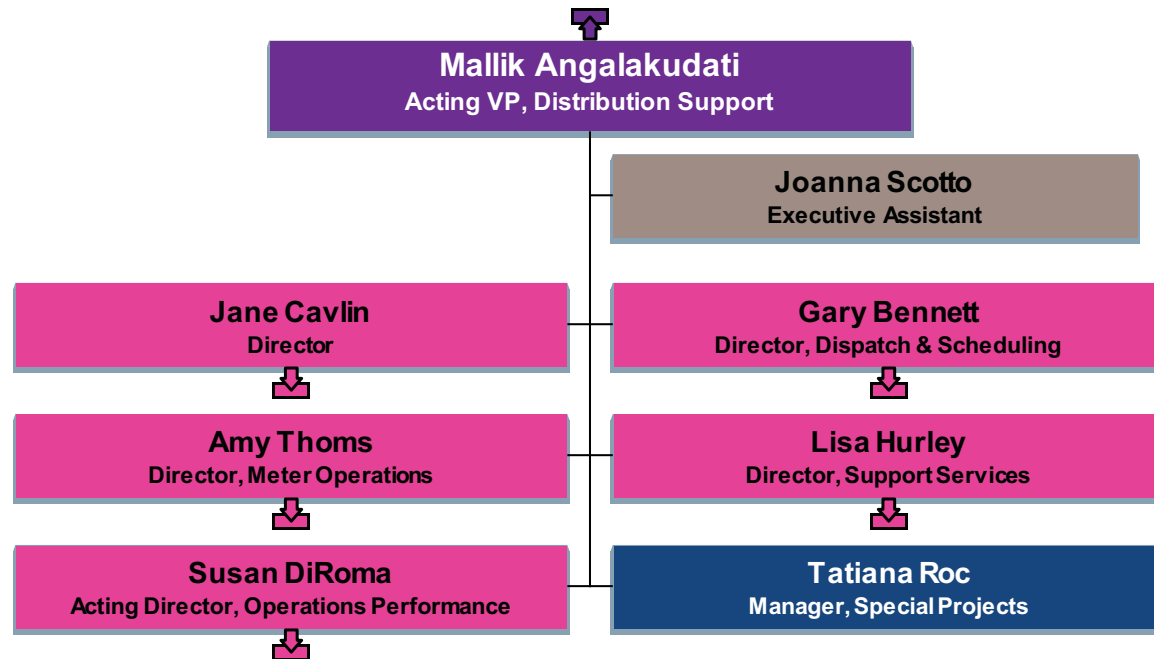 Mallik Angalakudati
Acting VP, Distribution Support
Joanna Scotto
Executive Assistant
Jane Cavlin
Director
Gary Bennett
Director, Dispatch & Scheduling
Amy Thoms
Director, Meter Operations
Lisa Hurley
Director, Support Services
Susan DiRoma
Acting Director, Operations Performance
Tatiana Roc
Manager, Special Projects